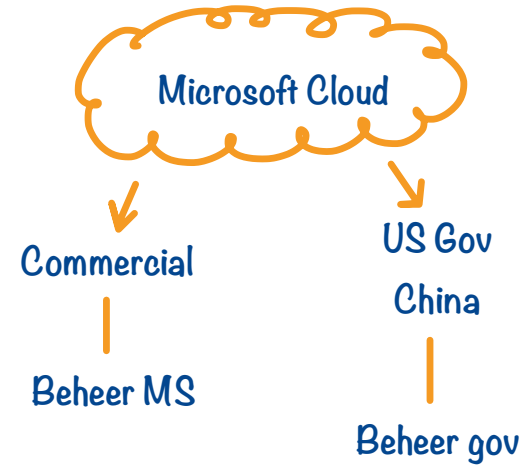 Microsoft Cloud
Commercial
Beheer MS
US Gov
China
Beheer gov